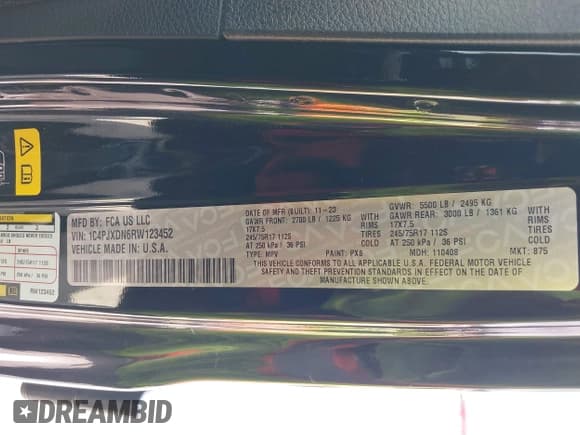 MFD BY: FCA US LLC
VIN: 1C4PJXDN6RW123452
VEHICLE MADE IN U.S.A.
DATE OF MFR (BUILT): 11-23
GAWR FRONT: 2700 LB / 1225 KG
17X7.5
245/75R17 112S
AT 250 kPa / 36 PSI
TYPE: MPV
PAINT: PX8
WITH
RIMS
TIRES
GVWR: 5500 LB / 2495 KG
GAWR REAR: 3000 LB / 1361 KG
17X7.5
245/75R17 112S
AT 250 kPa / 36 PSI
MDH: 110408
WITH
RIMS
TIRES
MKT: 875
THIS VEHICLE CONFORMS TO ALL APPLICABLE U.S.A. FEDERAL MOTOR VEHICLE
SAFETY AND THEFT PREVENTION STANDARDS IN EFFECT ON THE DATE OF
MANUFACTURE SHOWN ABOVE.
RW123452
DREAMBID